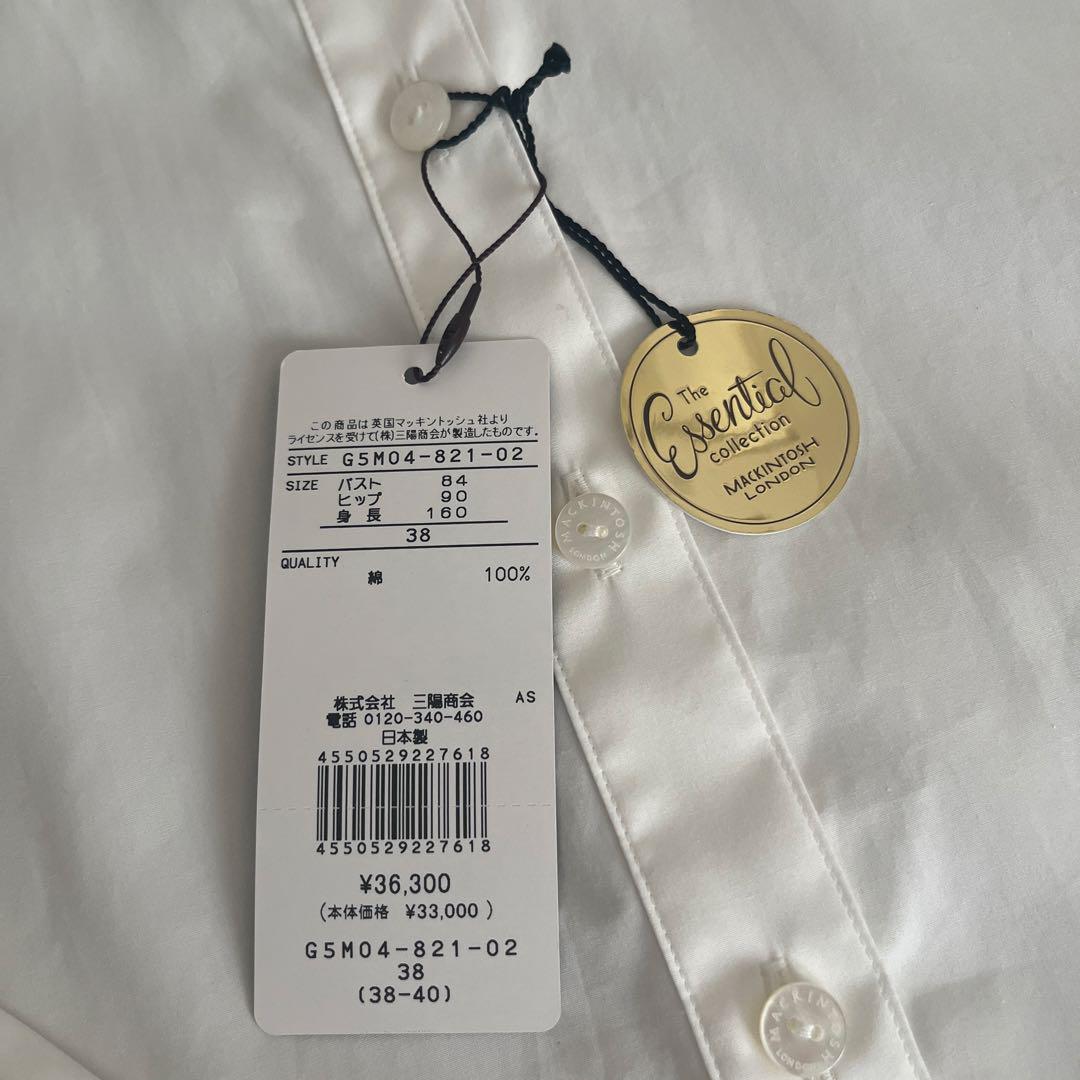 この商品は英国マッキントッシュ社より
ライセンスを受けて(株)三陽商会が製造したものです。
STYLE G5M04-821-02
SIZE バスト 84
ヒップ 90
身長 160
38
QUALITY
綿 100%
株式会社 三陽商会 AS
電話 0120-340-460
日本製
4550529227618
4550529227618
¥36,300
(本体価格 ¥33,000)
G5M04-821-02
38
(38-40)
The
Essential
collection
MACKINTOSH
LONDON
MACKINTOSH
LONDON
MACKINTOSH
LONDON